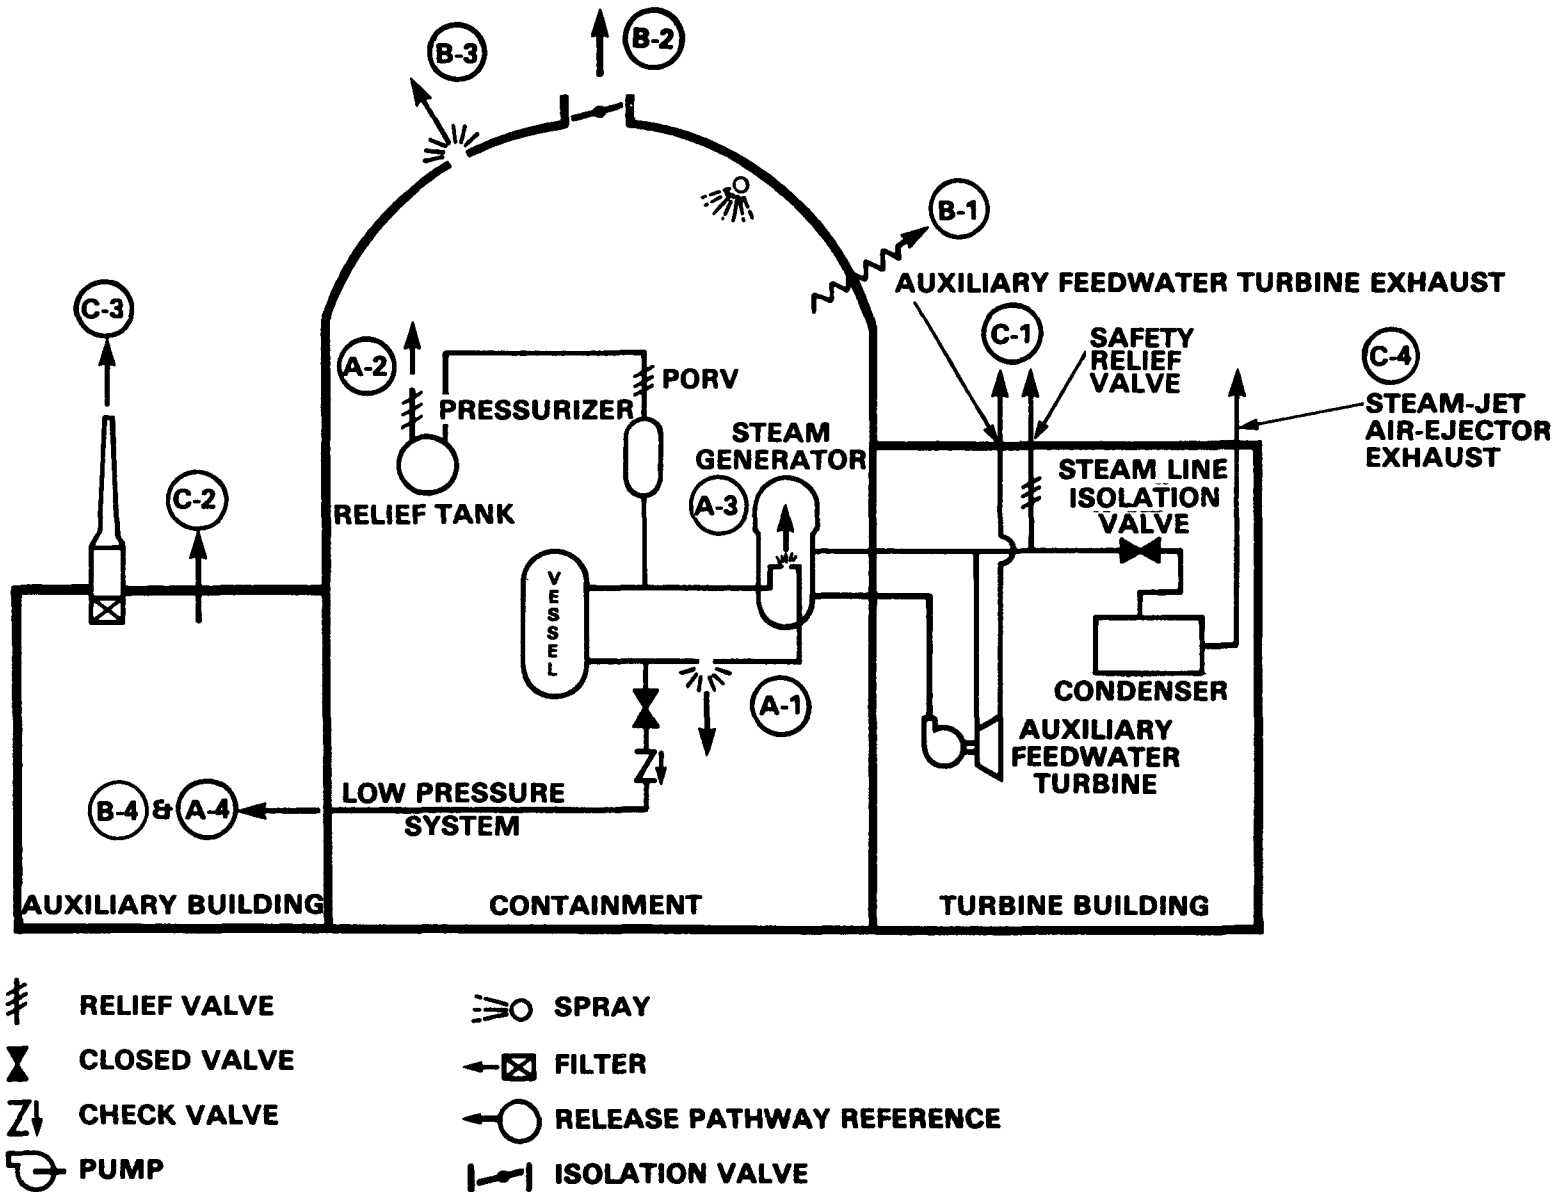 B-3
B-2
B-1
AUXILIARY FEEDWATER TURBINE EXHAUST
C-3
C-1
SAFETY
RELIEF
VALVE
C-4
STEAM-JET
AIR-EJECTOR
EXHAUST
A-2
PORV
PRESSURIZER
STEAM
GENERATOR
STEAM LINE
ISOLATION
VALVE
C-2
A-3
RELIEF TANK
VESSEL
CONDENSER
A-1
AUXILIARY
FEEDWATER
TURBINE
B-4 & A-4
LOW PRESSURE
SYSTEM
AUXILIARY BUILDING
CONTAINMENT
TURBINE BUILDING
RELIEF VALVE
CLOSED VALVE
CHECK VALVE
PUMP
SPRAY
FILTER
RELEASE PATHWAY REFERENCE
ISOLATION VALVE